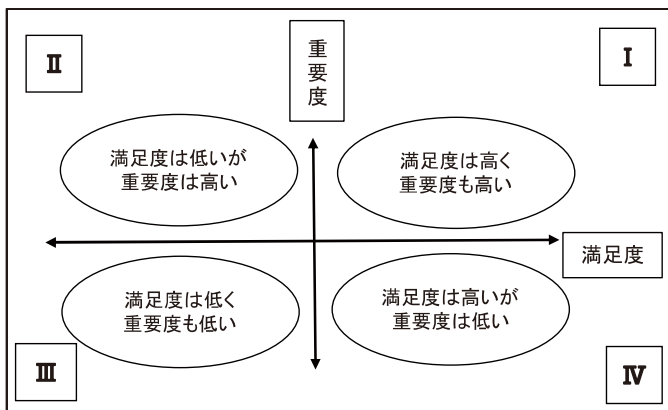 Ⅱ
重要度
Ⅰ
満足度は低いが
重要度は高い
満足度は高く
重要度も高い
満足度
満足度は低く
重要度も低い
満足度は高いが
重要度は低い
Ⅲ
Ⅳ